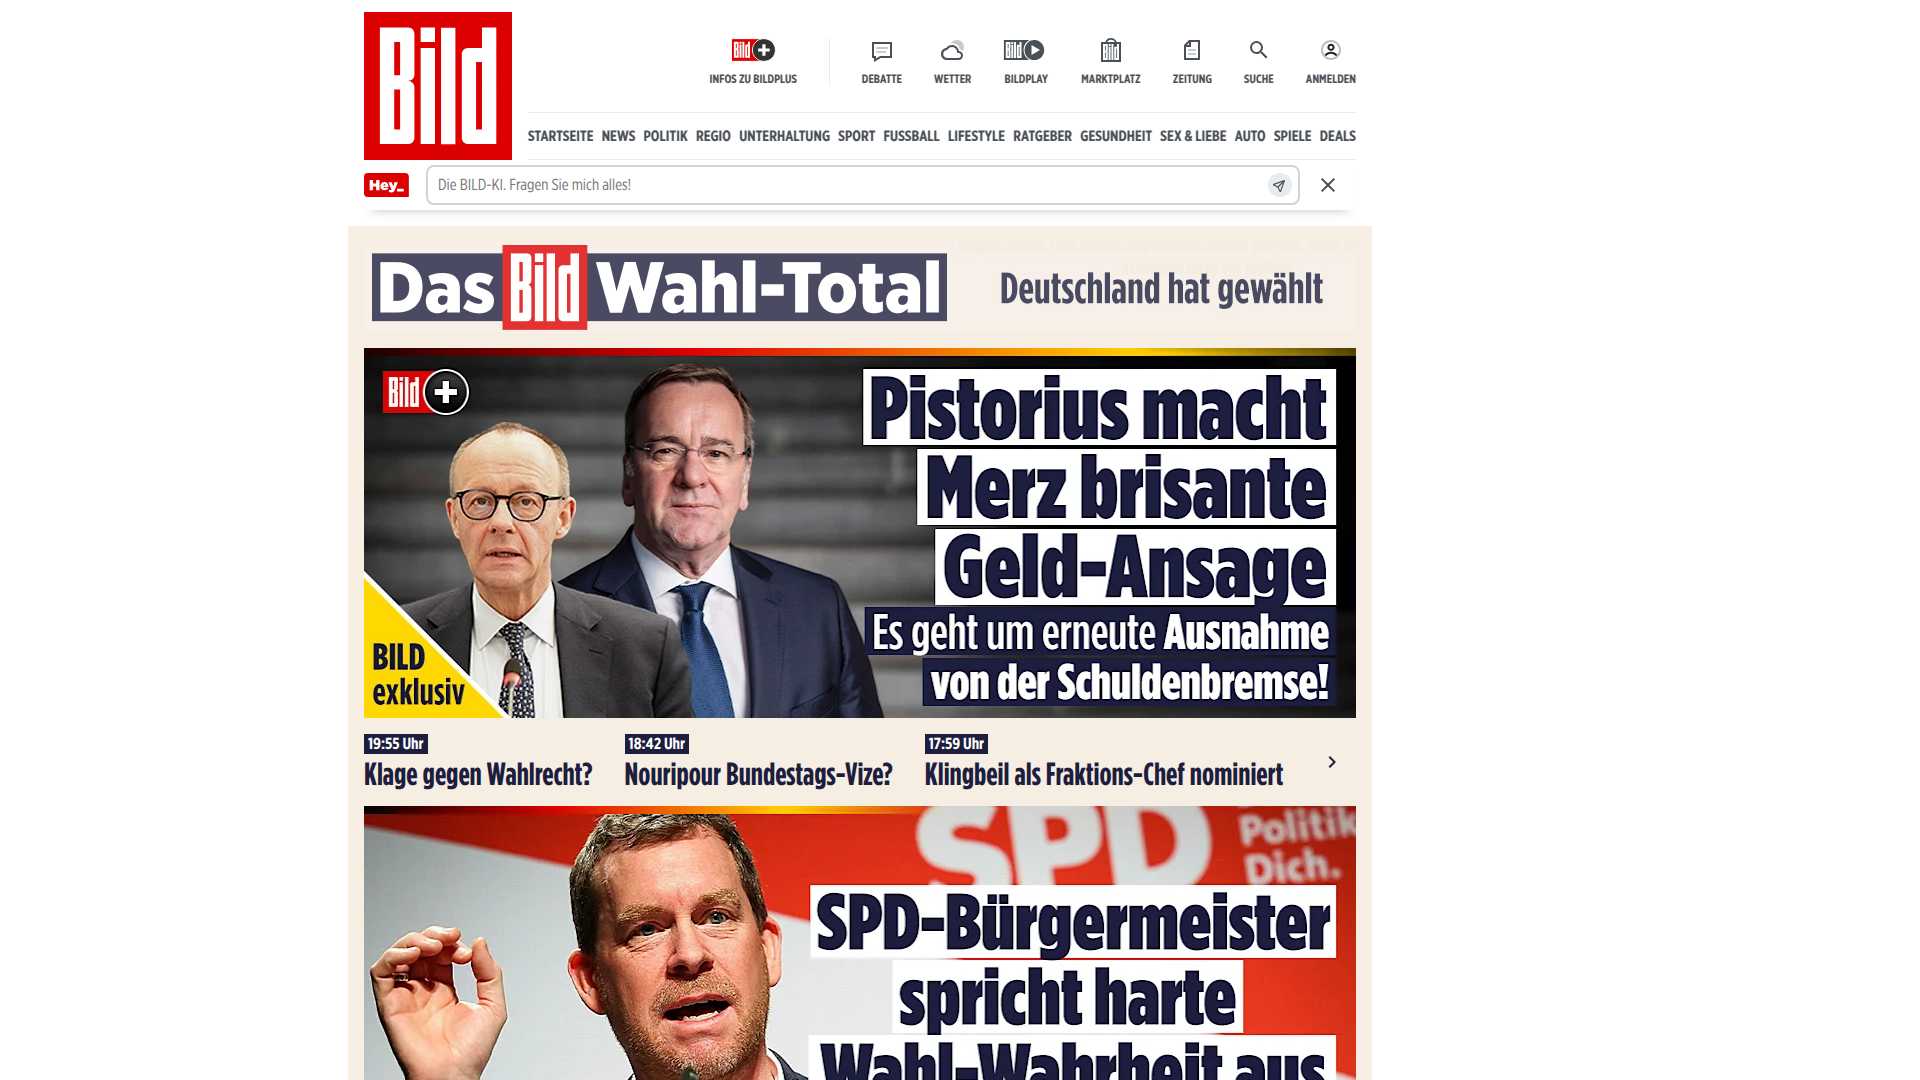 Bild
Bild
INFOS ZU BILDPLUS
DEBATTE
WETTER
Bild
BILDPLAY
Bild
MARKTPLATZ
ZEITUNG
SUCHE
ANMELDEN
STARTSEITE NEWS POLITIK REGIO UNTERHALTUNG SPORT FUSSBALL LIFESTYLE RATGEBER GESUNDHEIT SEX & LIEBE AUTO SPIELE DEALS
Hey_
Die BILD-KI. Fragen Sie mich alles!
Das Bild Wahl-Total
Deutschland hat gewählt
Bild +
Pistorius macht
Merz brisante
Geld-Ansage
Es geht um erneute Ausnahme
von der Schuldenbremse!
BILD
exklusiv
19:55 Uhr
Klage gegen Wahlrecht?
18:42 Uhr
Nouripour Bundestags-Vize?
17:59 Uhr
Klingbeil als Fraktions-Chef nominiert
SPD
Politik
Dich.
SPD-Bürgermeister
spricht harte
Wahl-Wahrheit aus